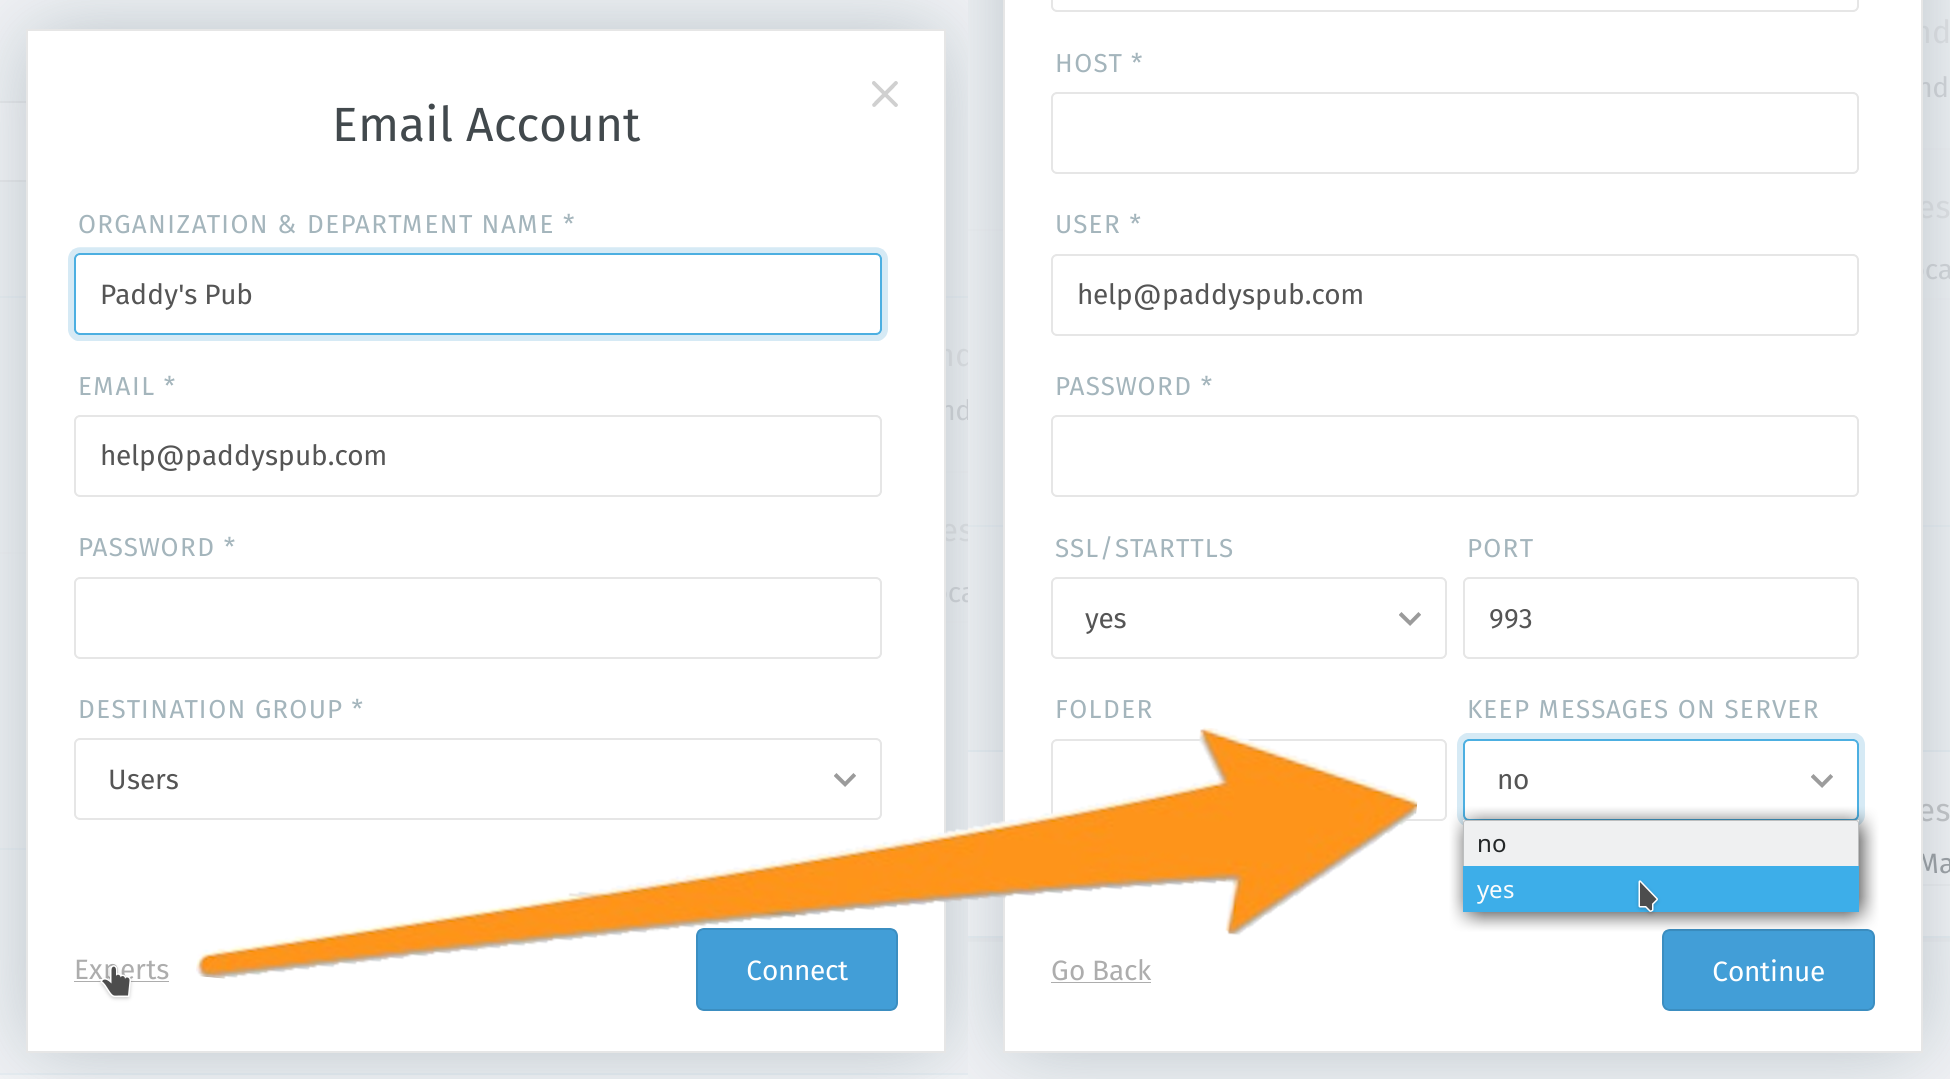 Email Account
ORGANIZATION & DEPARTMENT NAME *
Paddy's Pub
EMAIL *
help@paddyspub.com
PASSWORD *
DESTINATION GROUP *
Users
Experts
Connect
HOST *
USER *
help@paddyspub.com
PASSWORD *
SSL/STARTTLS PORT
yes 993
FOLDER KEEP MESSAGES ON SERVER
no
no
yes
Go Back
Continue